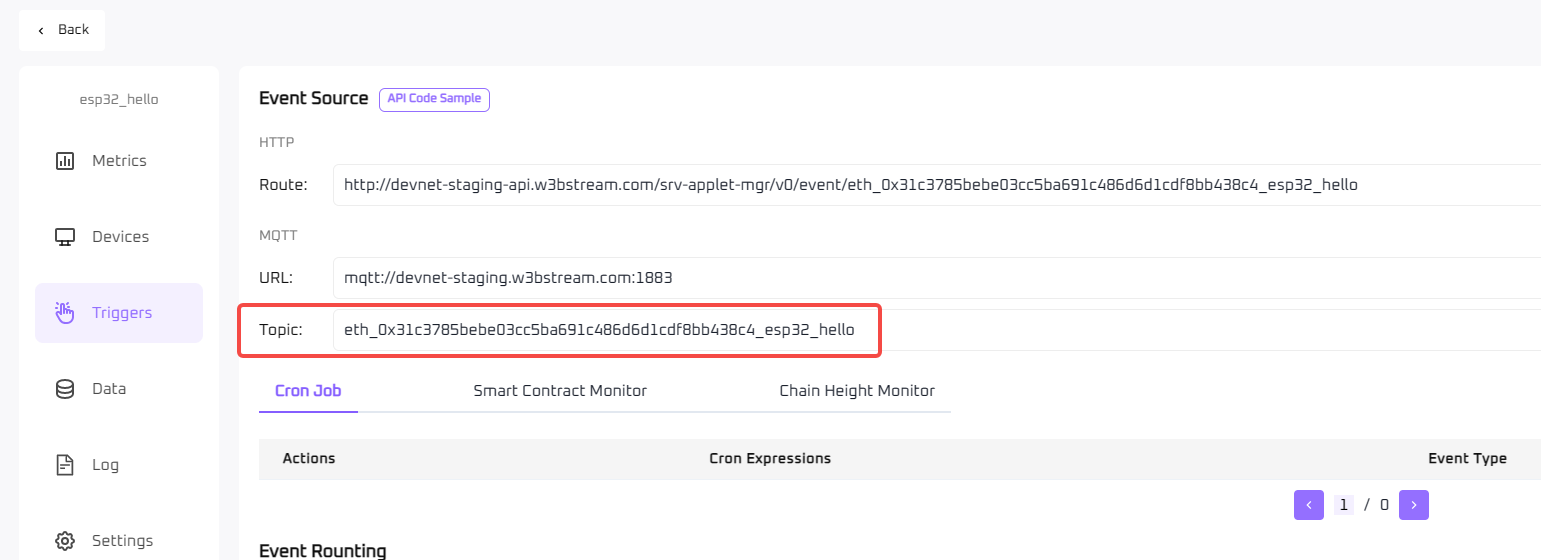 Back
esp32_hello
Metrics
Devices
Triggers
Data
Log
Settings
Event Source API Code Sample
HTTP
Route: http://devnet-staging-api.w3bstream.com/srv-applet-mgr/v0/event/eth_0x31c3785bebe03cc5ba691c486d6d1cdf8bb438c4_esp32_hello
MQTT
URL: mqtt://devnet-staging.w3bstream.com:1883
Topic: eth_0x31c3785bebe03cc5ba691c486d6d1cdf8bb438c4_esp32_hello
Cron Job Smart Contract Monitor Chain Height Monitor
Actions Cron Expressions Event Type
1 / 0
Event Rounting